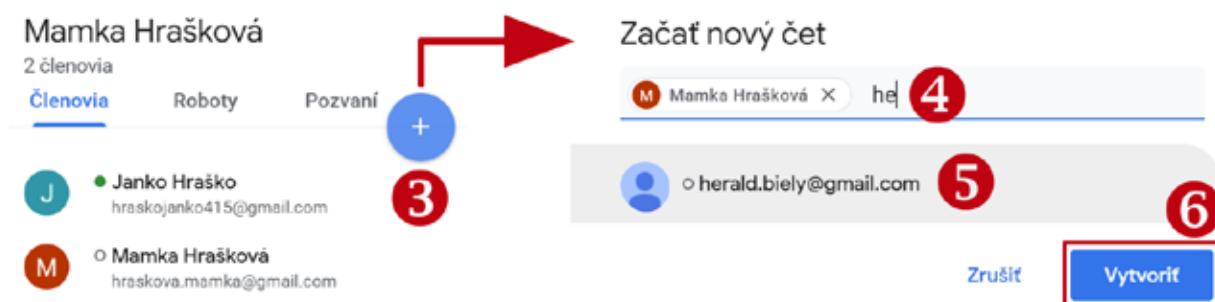 Mamka Hrašková
2 členovia
Členovia Roboty Pozvaní
+
3
J
Janko Hraško
hraskojanko415@gmail.com
M
Mamka Hrašková
hraskova.mamka@gmail.com
Začať nový čet
M Mamka Hrašková X he 4
herald.biely@gmail.com 5
6
Zrušiť Vytvoriť